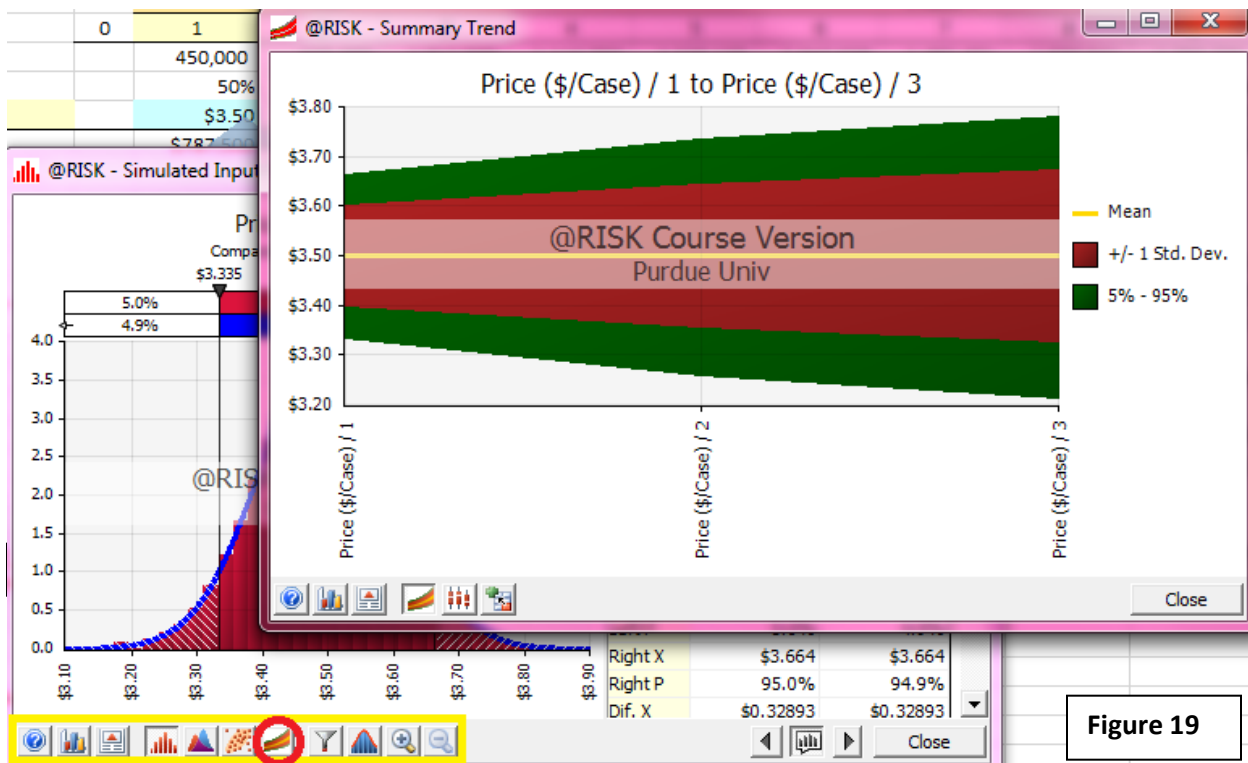 0 1
450,000
50%
$3.50
$787,500
@RISK - Summary Trend
Price ($/Case) / 1 to Price ($/Case) / 3
$3.80
$3.70
$3.60
$3.50
$3.40
$3.30
$3.20
@RISK Course Version
Purdue Univ
Mean
+/- 1 Std. Dev.
5% - 95%
Price ($/Case) / 1
Price ($/Case) / 2
Price ($/Case) / 3
Close
@RISK - Simulated Input
Pr
Compa
$3.335
5.0%
4.9%
4.0
3.5
3.0
2.5
2.0
1.5
1.0
0.5
0.0
@RIS
$3.10
$3.20
$3.30
$3.40
$3.50
$3.60
$3.70
$3.80
$3.90
Right X $3.664 $3.664
Right P 95.0% 94.9%
Dif. X $0.32893 $0.32893
Close
Figure 19